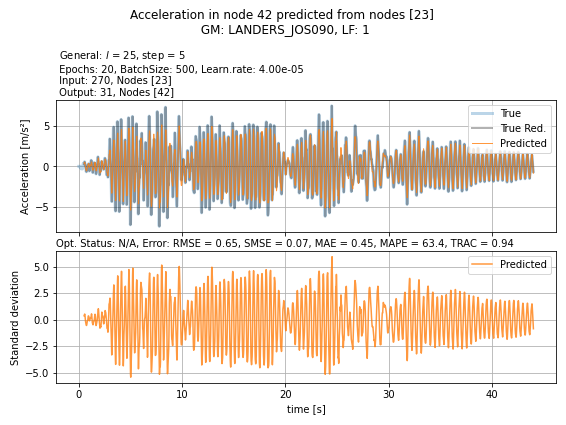 Acceleration in node 42 predicted from nodes [23]
GM: LANDERS_JOS090, LF: 1
General: l = 25, step = 5
Epochs: 20, BatchSize: 500, Learn.rate: 4.00e-05
Input: 270, Nodes [23]
Output: 31, Nodes [42]
Acceleration [m/s²]
5
0
−5
True
True Red.
Predicted
Opt. Status: N/A, Error: RMSE = 0.65, SMSE = 0.07, MAE = 0.45, MAPE = 63.4, TRAC = 0.94
Standard deviation
5.0
2.5
0.0
−2.5
−5.0
Predicted
0 10 20 30 40
time [s]